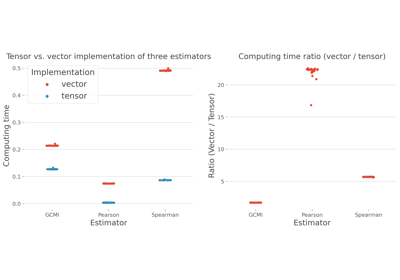 Tensor vs. vector implementation of three estimators
0.5
0.4
0.3
0.2
0.1
0.0
Computing time
Implementation
vector
tensor
GCMI
Pearson
Spearman
Estimator
Computing time ratio (vector / tensor)
20
15
10
5
Ratio (Vector / Tensor)
GCMI
Pearson
Spearman
Estimator